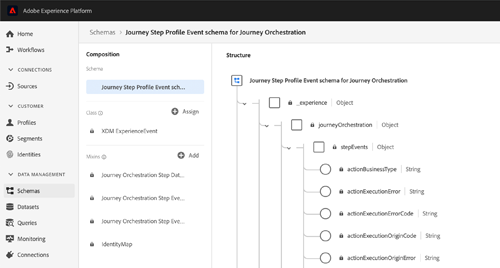 Adobe Experience Platform
Home
Workflows
CONNECTIONS
Sources
CUSTOMER
Profiles
Segments
Identities
DATA MANAGEMENT
Schemas
Datasets
Queries
Monitoring
Connections
Schemas > Journey Step Profile Event schema for Journey Orchestration
Composition
Schema
Journey Step Profile Event sch...
Class
Assign
XDM ExperienceEvent
Mixins
Add
Journey Orchestration Step Dat...
Journey Orchestration Step Eve...
Journey Orchestration Step Eve...
identityMap
Structure
Journey Step Profile Event schema for Journey Orchestration
_experience | Object
journeyOrchestration | Object
stepEvents | Object
actionBusinessType | String
actionExecutionError | String
actionExecutionErrorCode | String
actionExecutionOriginCode | String
actionExecutionOriginError | String